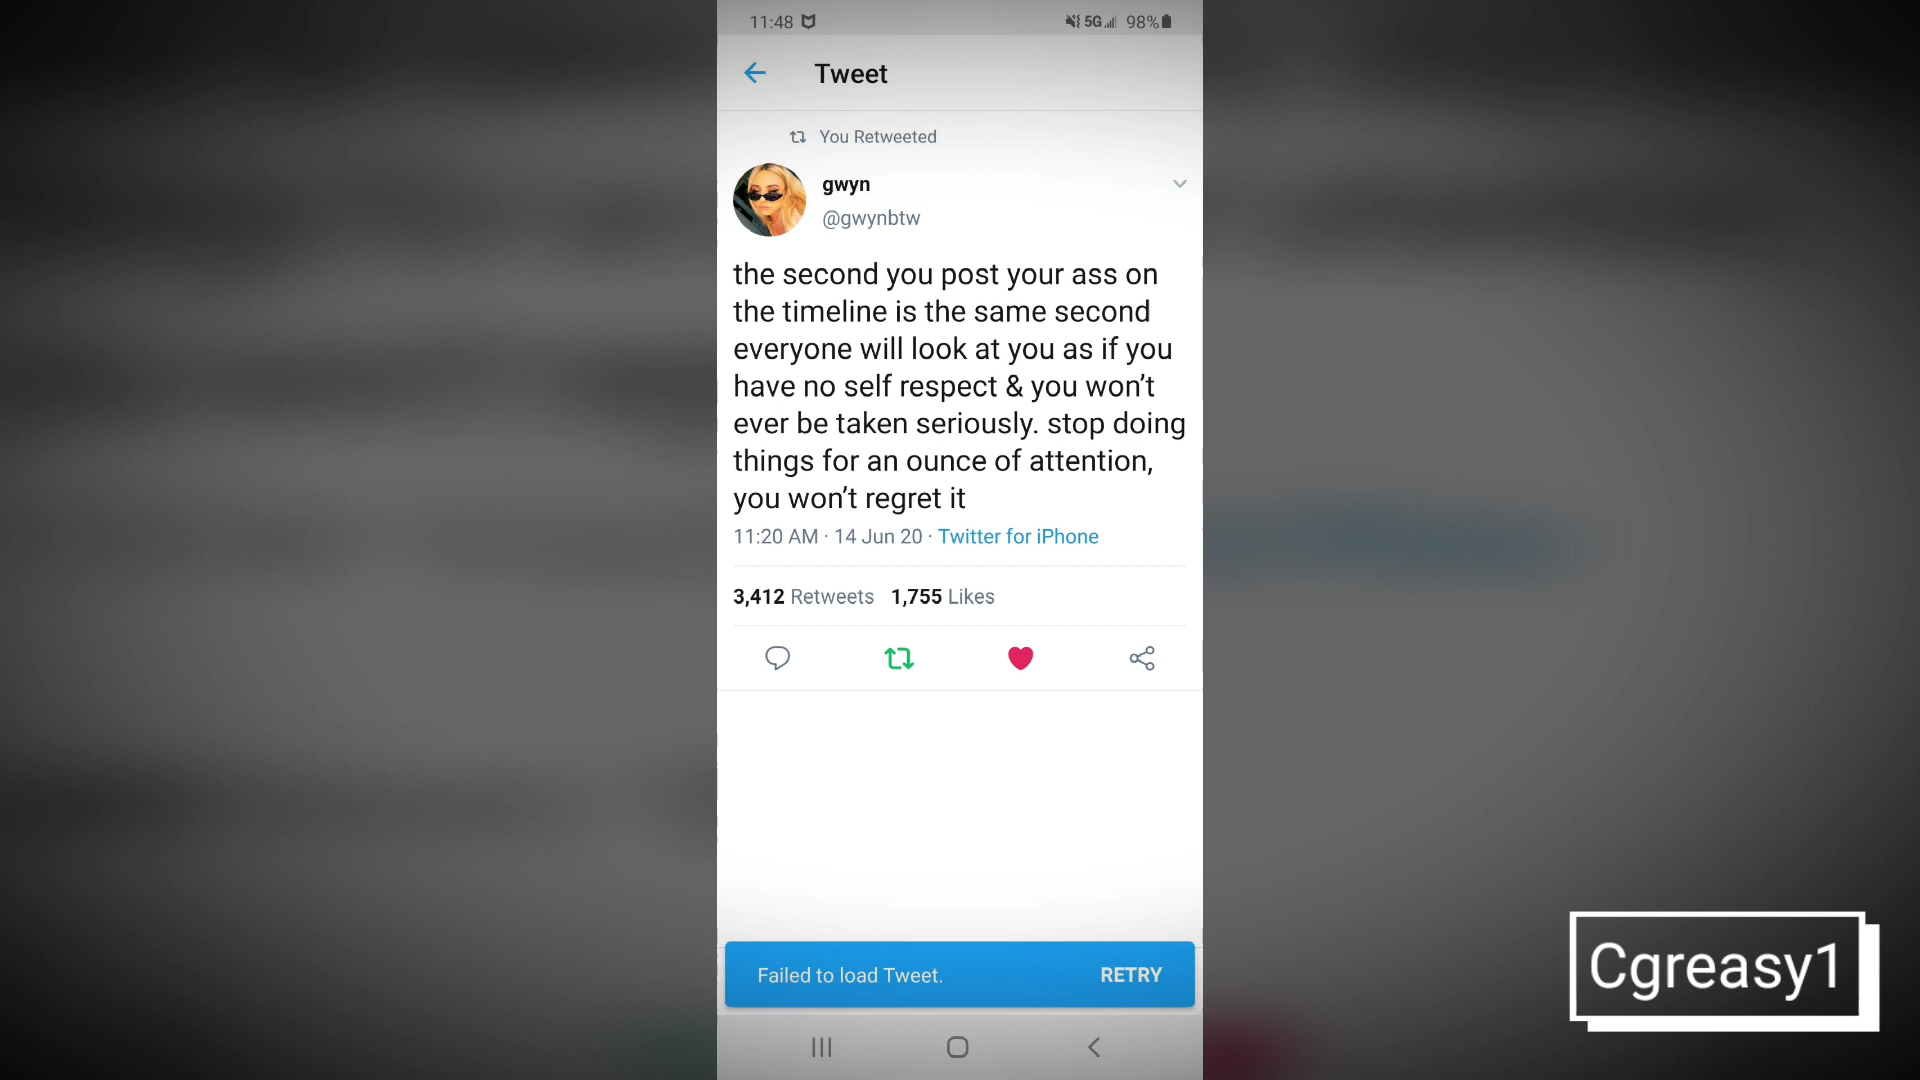 11:48
5G 98%
Tweet
You Retweeted
gwyn
@gwynbtw
the second you post your ass on
the timeline is the same second
everyone will look at you as if you
have no self respect & you won’t
ever be taken seriously. stop doing
things for an ounce of attention,
you won’t regret it
11:20 AM · 14 Jun 20 · Twitter for iPhone
3,412 Retweets 1,755 Likes
Failed to load Tweet. RETRY
Cgreasy1